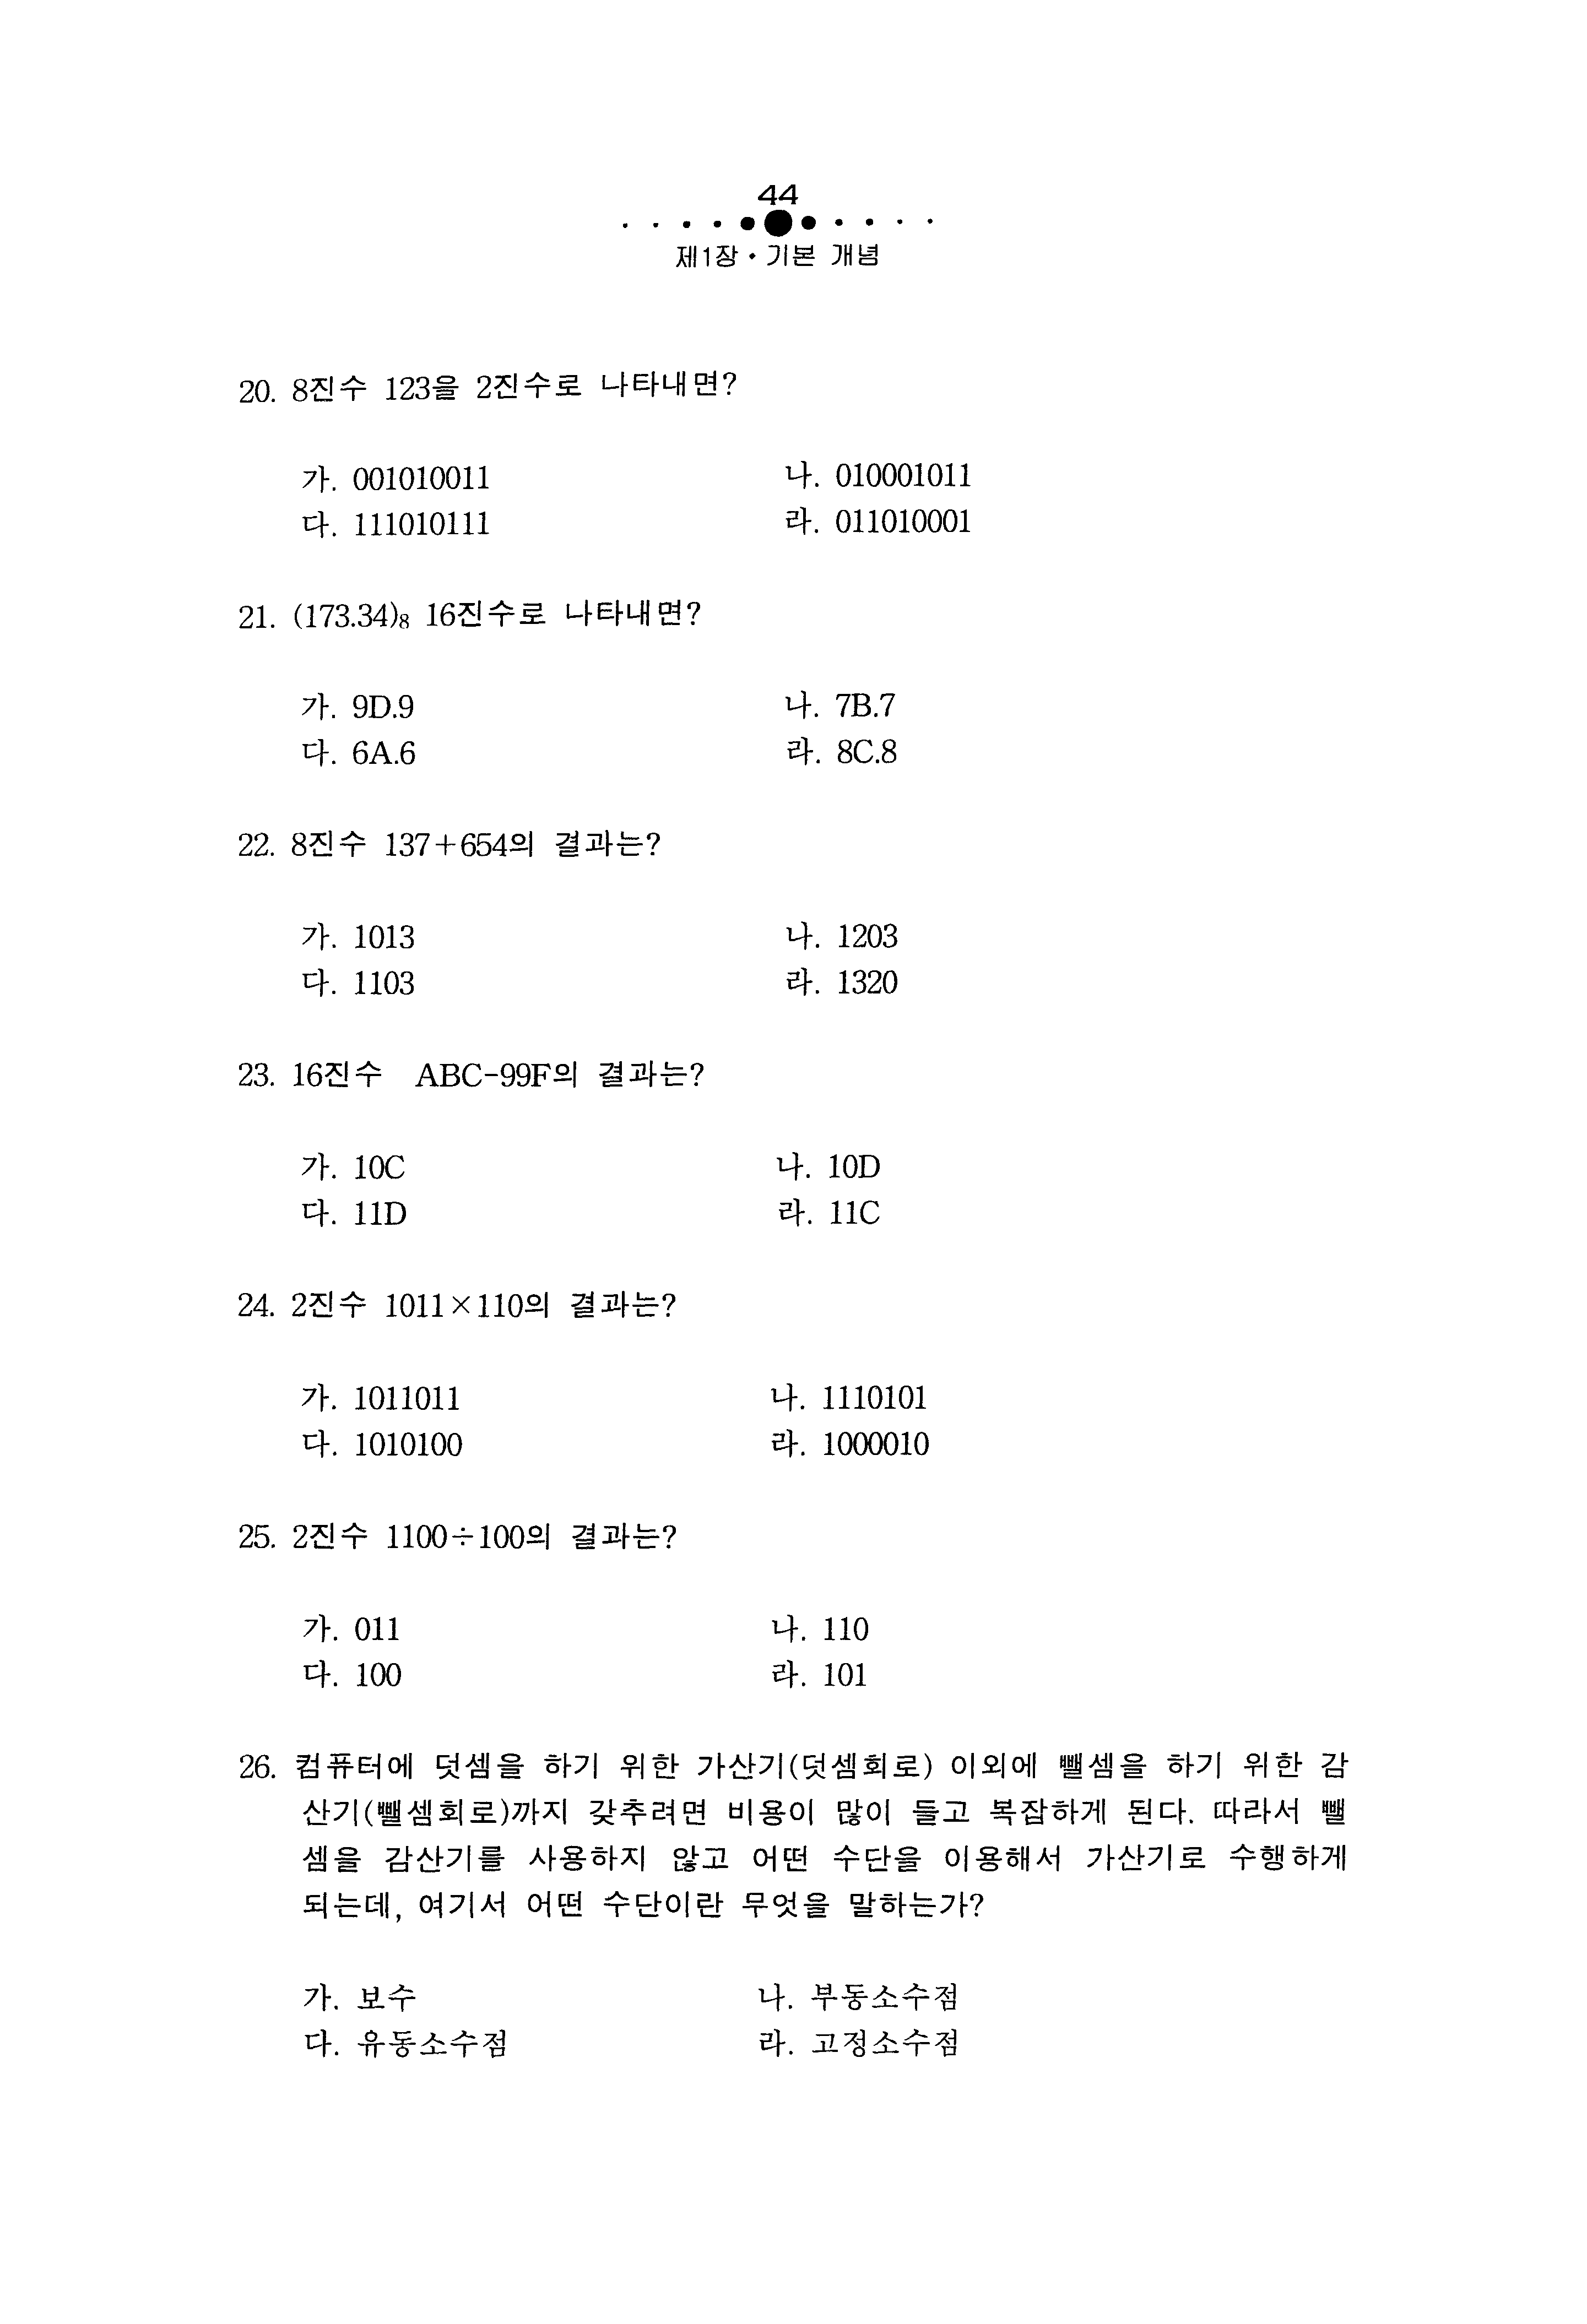 44
제1장 • 기본 개념
20. 8진수 123을 2진수로 나타내면?
가. 001010011 나. 010001011
다. 111010111 라. 011010001
21. (173.34)₈ 16진수로 나타내면?
가. 9D.9 나. 7B.7
다. 6A.6 라. 8C.8
22. 8진수 137+654의 결과는?
가. 1013 나. 1203
다. 1103 라. 1320
23. 16진수 ABC-99F의 결과는?
가. 10C 나. 10D
다. 11D 라. 11C
24. 2진수 1011×110의 결과는?
가. 1011011 나. 1110101
다. 1010100 라. 1000010
25. 2진수 1100÷100의 결과는?
가. 011 나. 110
다. 100 라. 101
26. 컴퓨터에 덧셈을 하기 위한 가산기(덧셈회로) 이외에 뺄셈을 하기 위한 감
산기(뺄셈회로)까지 갖추려면 비용이 많이 들고 복잡하게 된다. 따라서 뺄
셈을 감산기를 사용하지 않고 어떤 수단을 이용해서 가산기로 수행하게
되는데, 여기서 어떤 수단이란 무엇을 말하는가?
가. 보수 나. 부동소수점
다. 유동소수점 라. 고정소수점